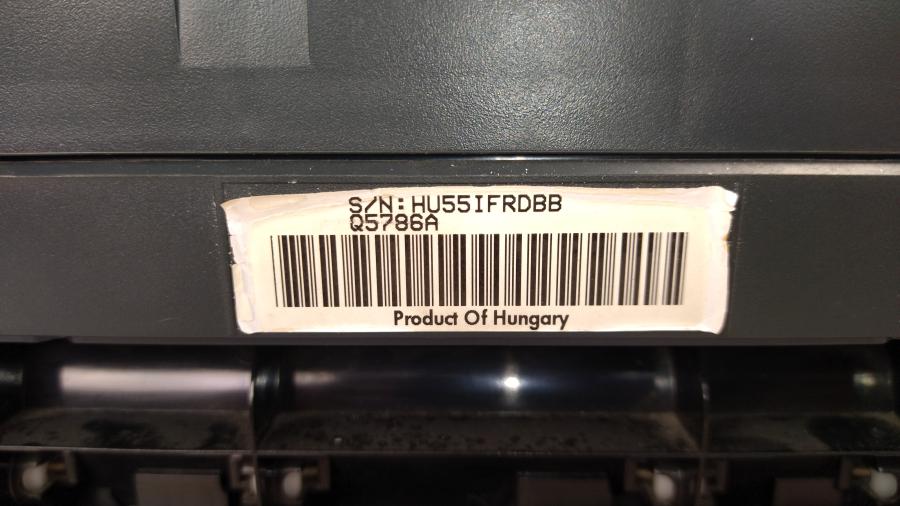 S/N:HU55IFRDBB
Q5786A
Product Of Hungary